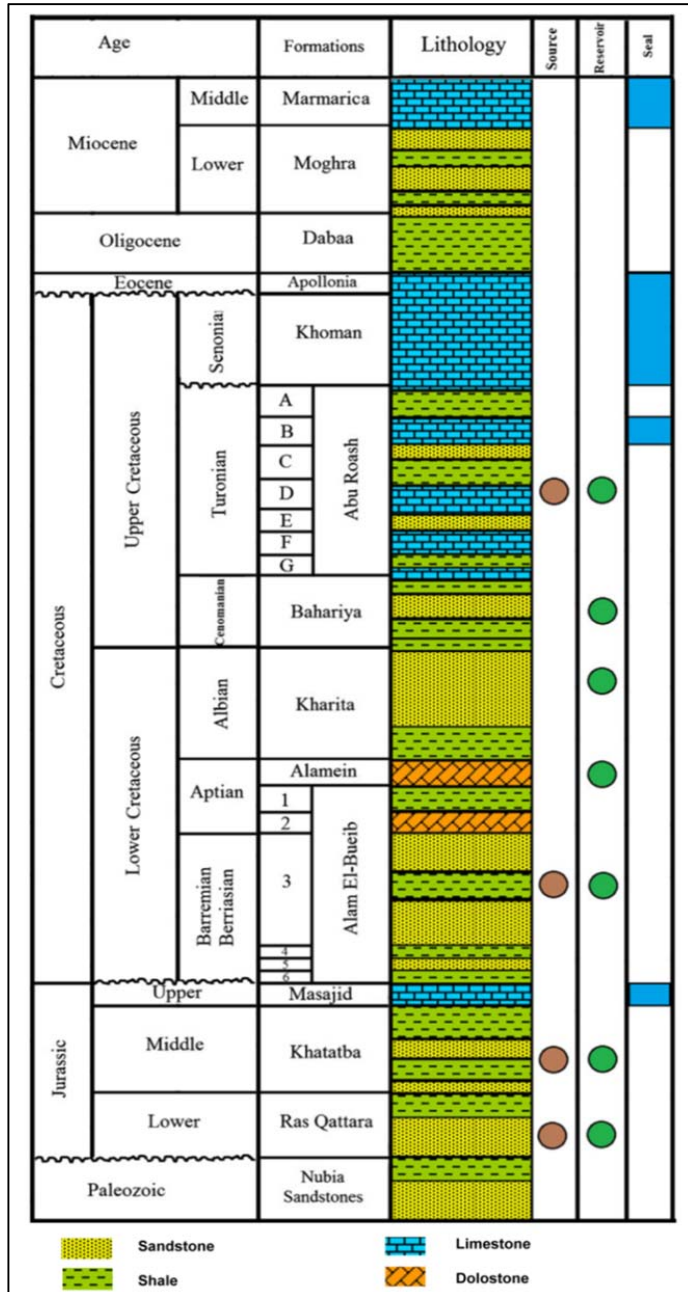 Age
Formations
Lithology
Source
Reservoir
Seal
Miocene
Middle
Marmarica
Lower
Moghra
Oligocene
Dabaa
Eocene
Apollonia
Cretaceous
Upper Cretaceous
Senonia
Khoman
Turonian
A
B
C
D
E
F
G
Abu Roash
Cenomanian
Bahariya
Lower Cretaceous
Albian
Kharita
Aptian
Alamein
1
2
Barremian
Berriasian
3
4
5
6
Alam El-Bueib
Jurassic
Upper
Masajid
Middle
Khatatba
Lower
Ras Qattara
Paleozoic
Nubia
Sandstones
Sandstone
Limestone
Shale
Dolostone